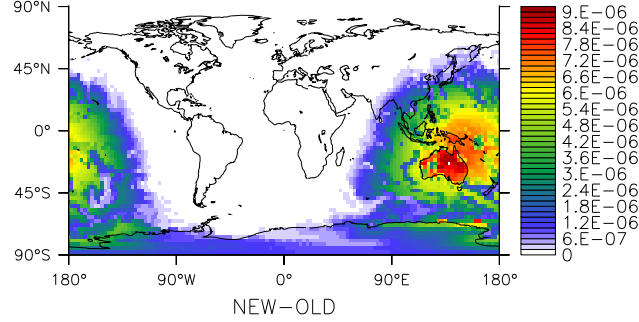 90°N
45°N
0°
45°S
90°S
180°
90°W
0°
90°E
180°
NEW-OLD
9.E-06
8.4E-06
7.8E-06
7.2E-06
6.6E-06
6.E-06
5.4E-06
4.8E-06
4.2E-06
3.6E-06
3.E-06
2.4E-06
1.8E-06
1.2E-06
6.E-07
0